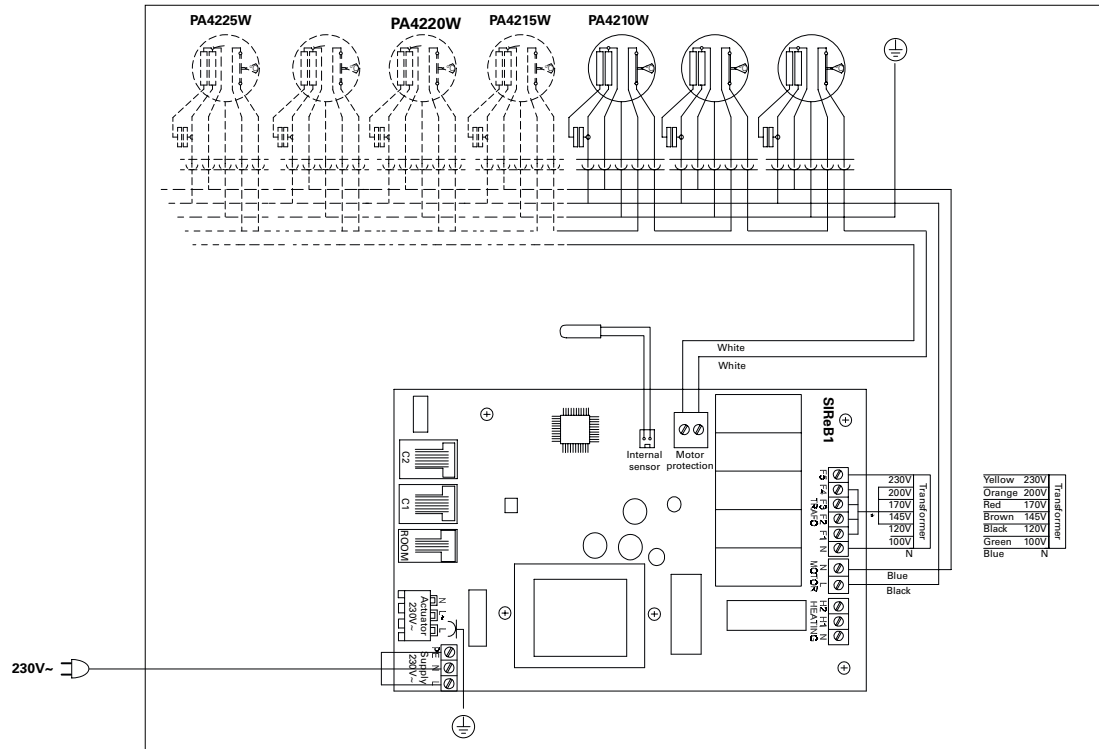 PA4225W
PA4220W
PA4215W
PA4210W
White
White
SIReB1
Internal
sensor
Motor
protection
C2
C1
ROOM
N
L*
L
Actuator
230V~
PE
N
L
Supply
230V~
230V~
F5
F4
F3
F2
F1
N
TRAFO
N
L
MOTOR
H2
H1
N
HEATING
230V
200V
170V
145V
120V
100V
N
Transformer
*
Blue
Black
Yellow 230V
Orange 200V
Red 170V
Brown 145V
Black 120V
Green 100V
Blue N
Transformer